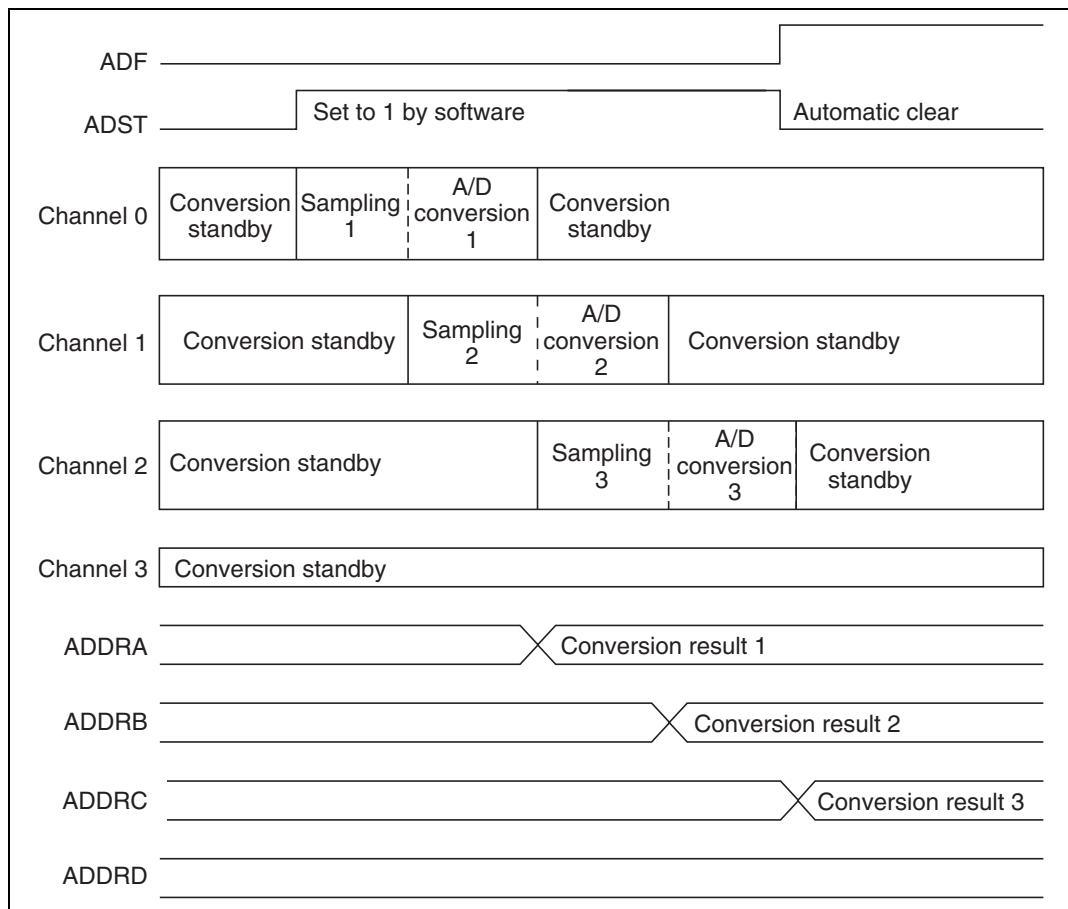 ADF
ADST
Set to 1 by software
Automatic clear
Channel 0
Conversion
standby
Sampling
1
A/D
conversion
1
Conversion
standby
Channel 1
Conversion standby
Sampling
2
A/D
conversion
2
Conversion standby
Channel 2
Conversion standby
Sampling
3
A/D
conversion
3
Conversion
standby
Channel 3
Conversion standby
ADDRA
Conversion result 1
ADDRB
Conversion result 2
ADDRC
Conversion result 3
ADDRD